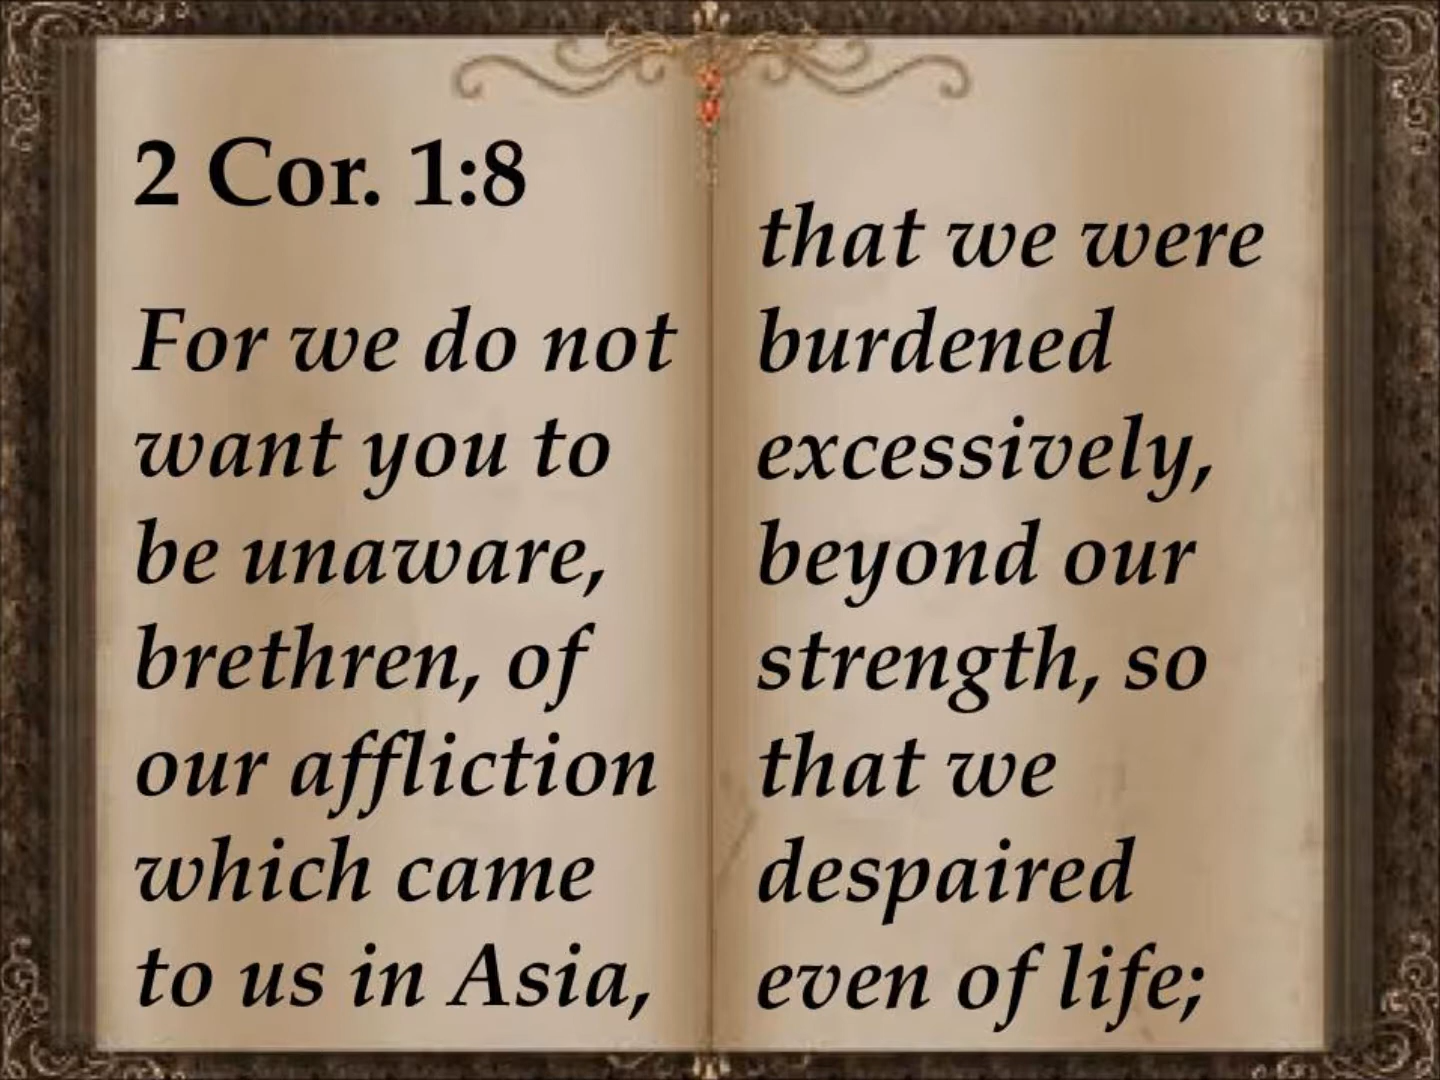 2 Cor. 1:8
For we do not
want you to
be unaware,
brethren, of
our affliction
which came
to us in Asia,
that we were
burdened
excessively,
beyond our
strength, so
that we
despaired
even of life;